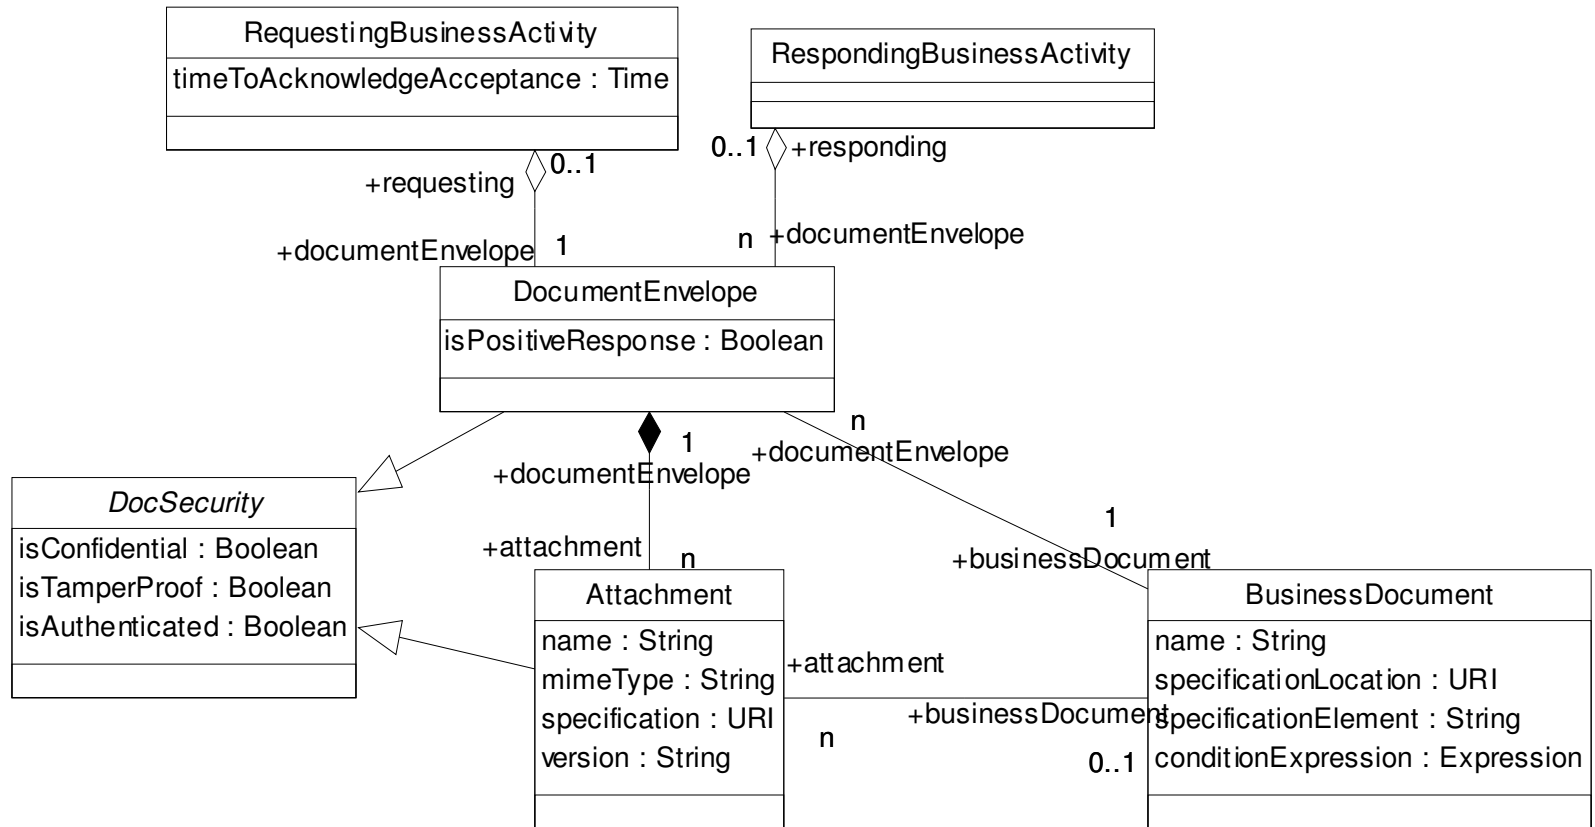 RequestingBusinessActivity
timeToAcknowledgeAcceptance : Time
RespondingBusinessActivity
0..1
+requesting
0..1
+responding
+documentEnvelope
1
n
+documentEnvelope
DocumentEnvelope
isPositiveResponse : Boolean
1
+documentEnvelope
n
+documentEnvelope
DocSecurity
isConfidential : Boolean
isTamperProof : Boolean
isAuthenticated : Boolean
+attachment
n
1
+businessDocument
Attachment
name : String
mimeType : String
specification : URI
version : String
+attachment
n
+businessDocument
0..1
BusinessDocument
name : String
specificationLocation : URI
specificationElement : String
conditionExpression : Expression